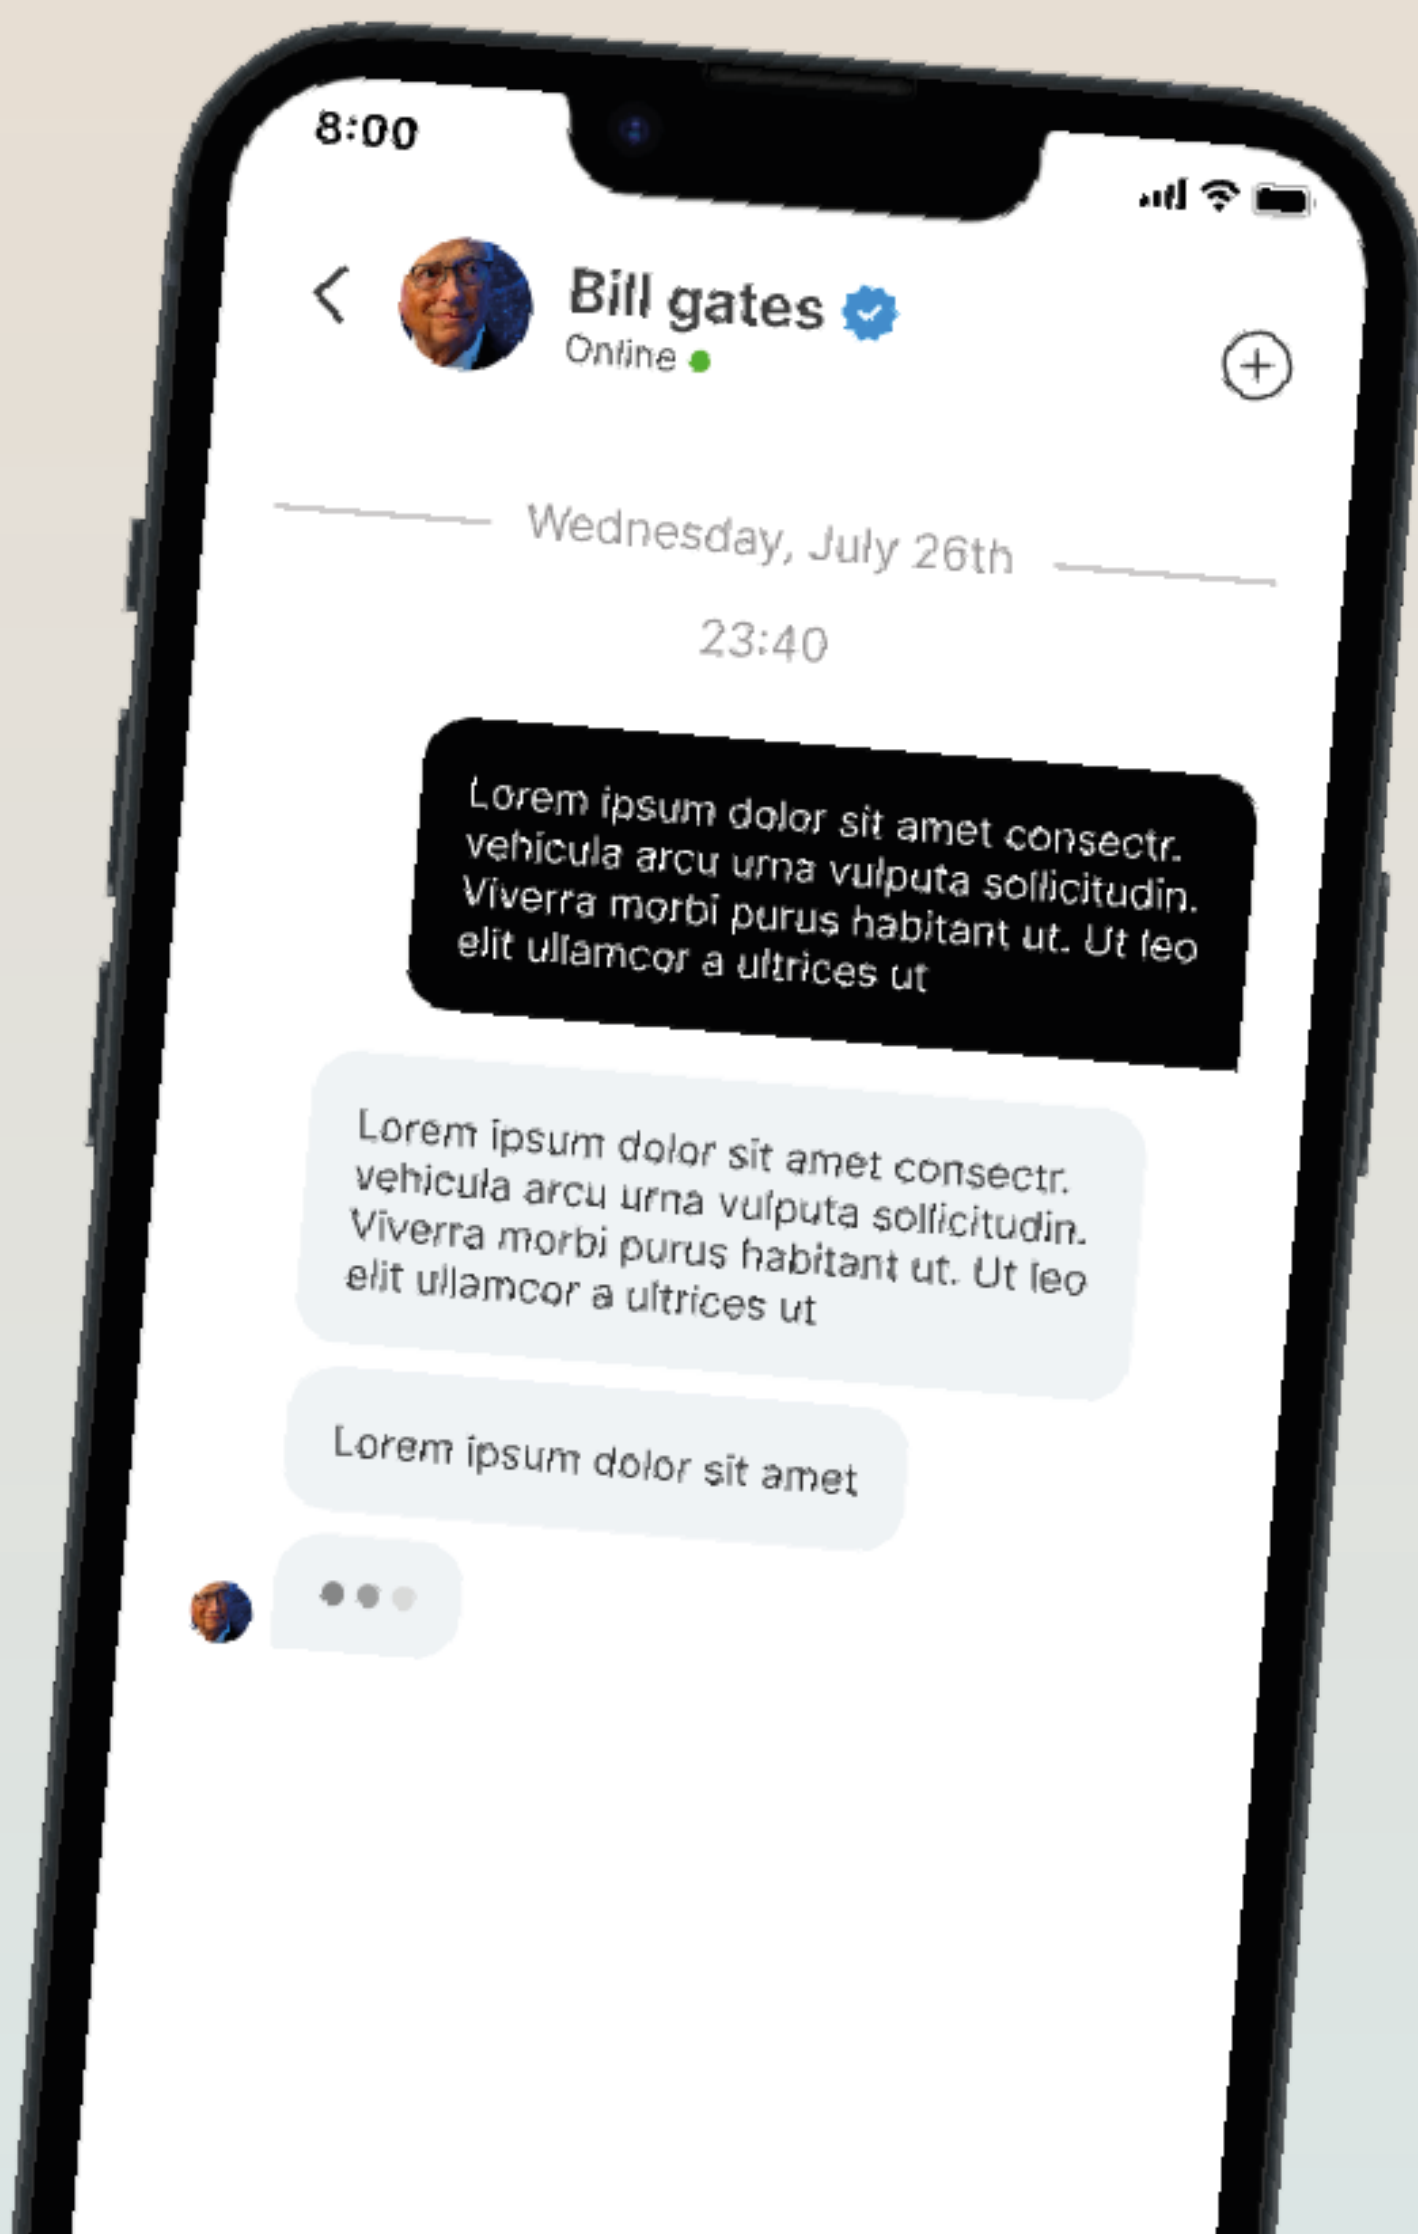 8:00
Bill gates
Online
Wednesday, July 26th
23:40
Lorem ipsum dolor sit amet consectr.
vehicula arcu urna vulputa sollicitudin.
Viverra morbi purus habitant ut. Ut leo
elit ullamcor a ultrices ut
Lorem ipsum dolor sit amet consectr.
vehicula arcu urna vulputa sollicitudin.
Viverra morbi purus habitant ut. Ut leo
elit ullamcor a ultrices ut
Lorem ipsum dolor sit amet